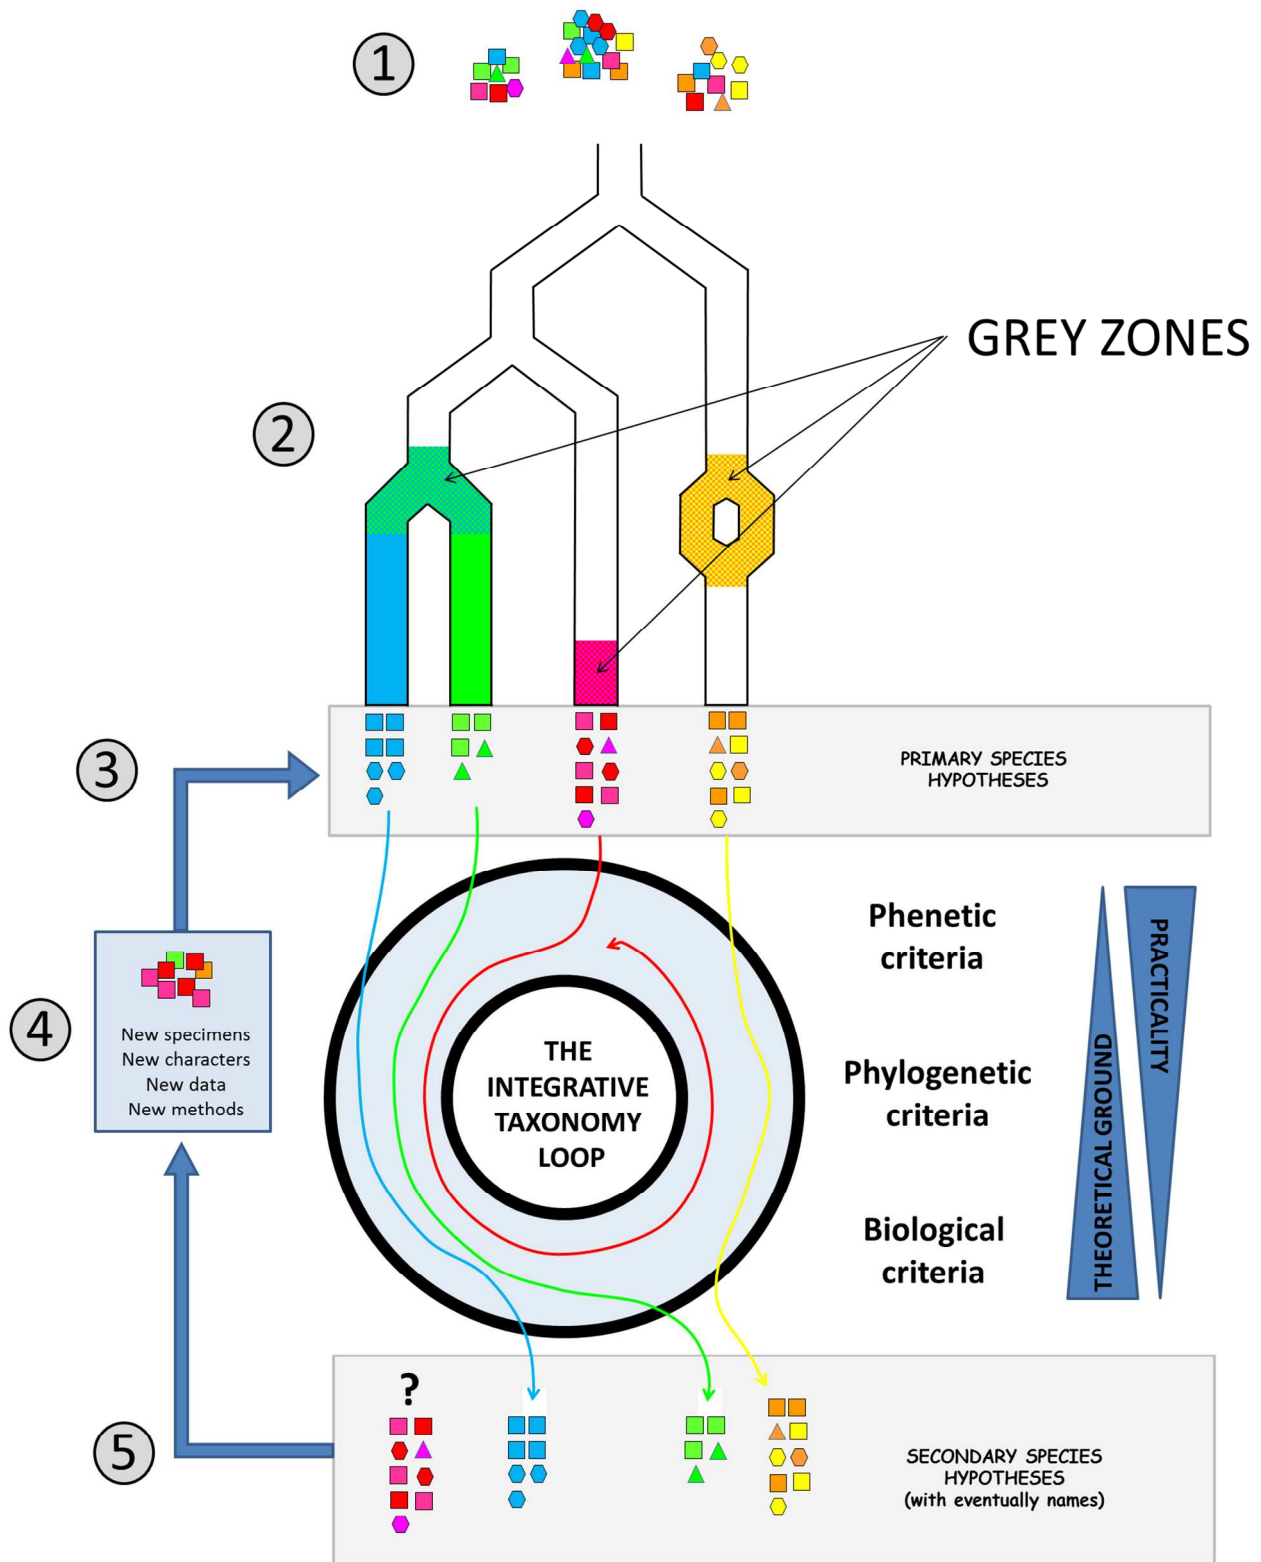 1
GREY ZONES
2
3
PRIMARY SPECIES
HYPOTHESES
Phenetic
criteria
PRACTICALITY
4
New specimens
New characters
New data
New methods
THE
INTEGRATIVE
TAXONOMY
LOOP
Phylogenetic
criteria
THEORETICAL GROUND
Biological
criteria
?
5
SECONDARY SPECIES
HYPOTHESES
(with eventually names)